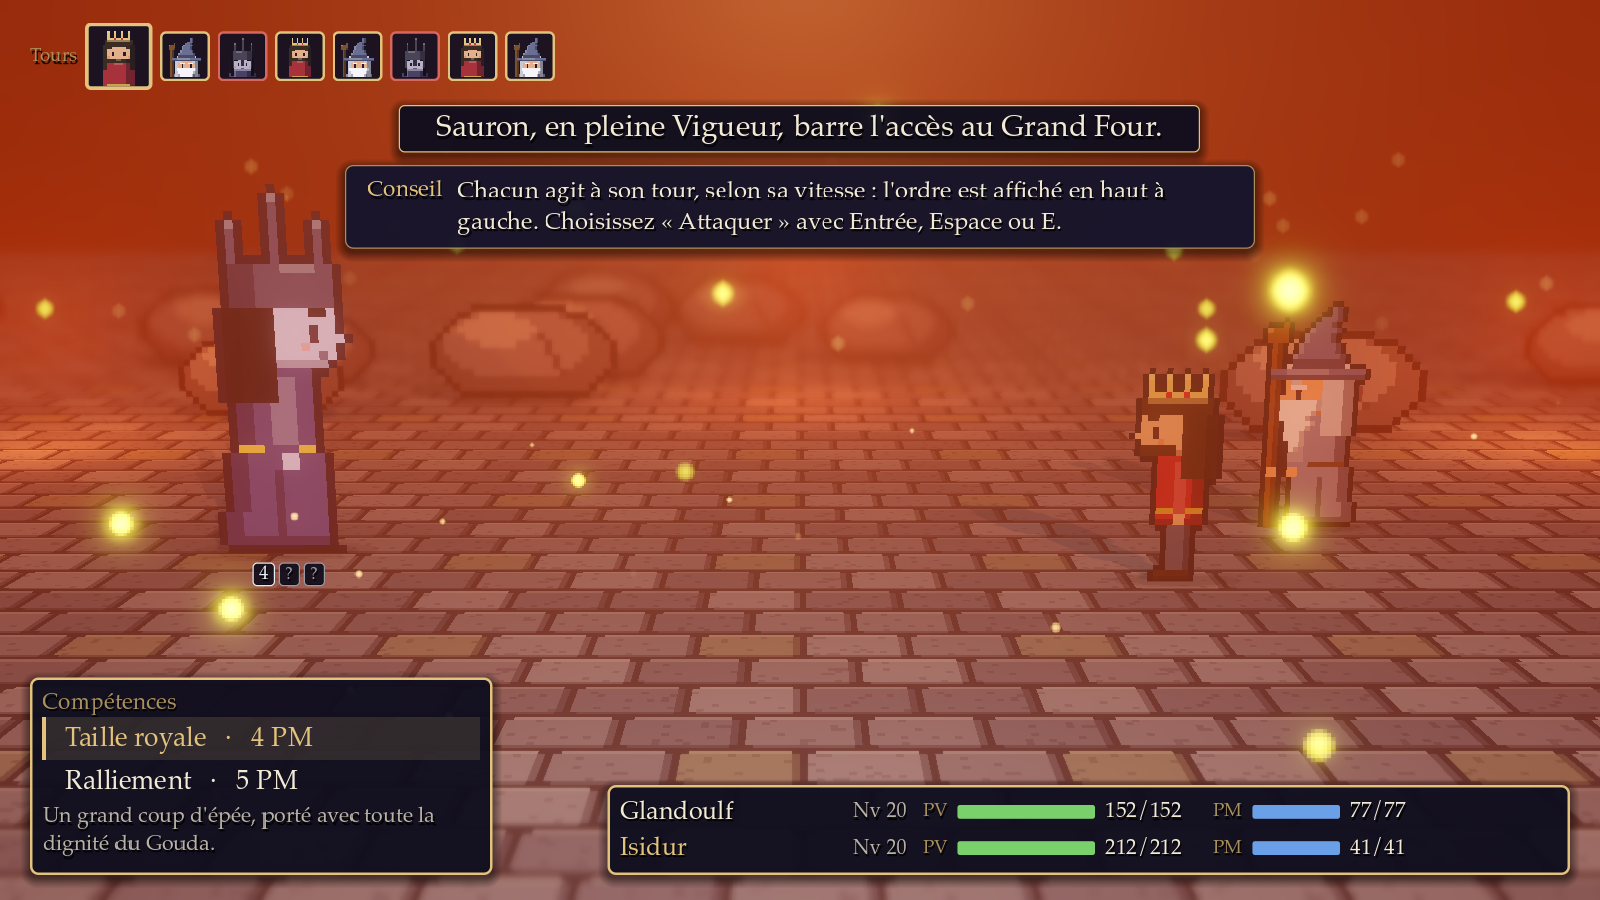 Tours
Sauron, en pleine Vigueur, barre l'accès au Grand Four.
Conseil Chacun agit à son tour, selon sa vitesse : l'ordre est affiché en haut à
gauche. Choisissez « Attaquer » avec Entrée, Espace ou E.
4 ? ?
Compétences
Taille royale · 4 PM
Ralliement · 5 PM
Un grand coup d'épée, porté avec toute la
dignité du Gouda.
Glandoulf Nv 20 PV 152/152 PM 77/77
Isidur Nv 20 PV 212/212 PM 41/41